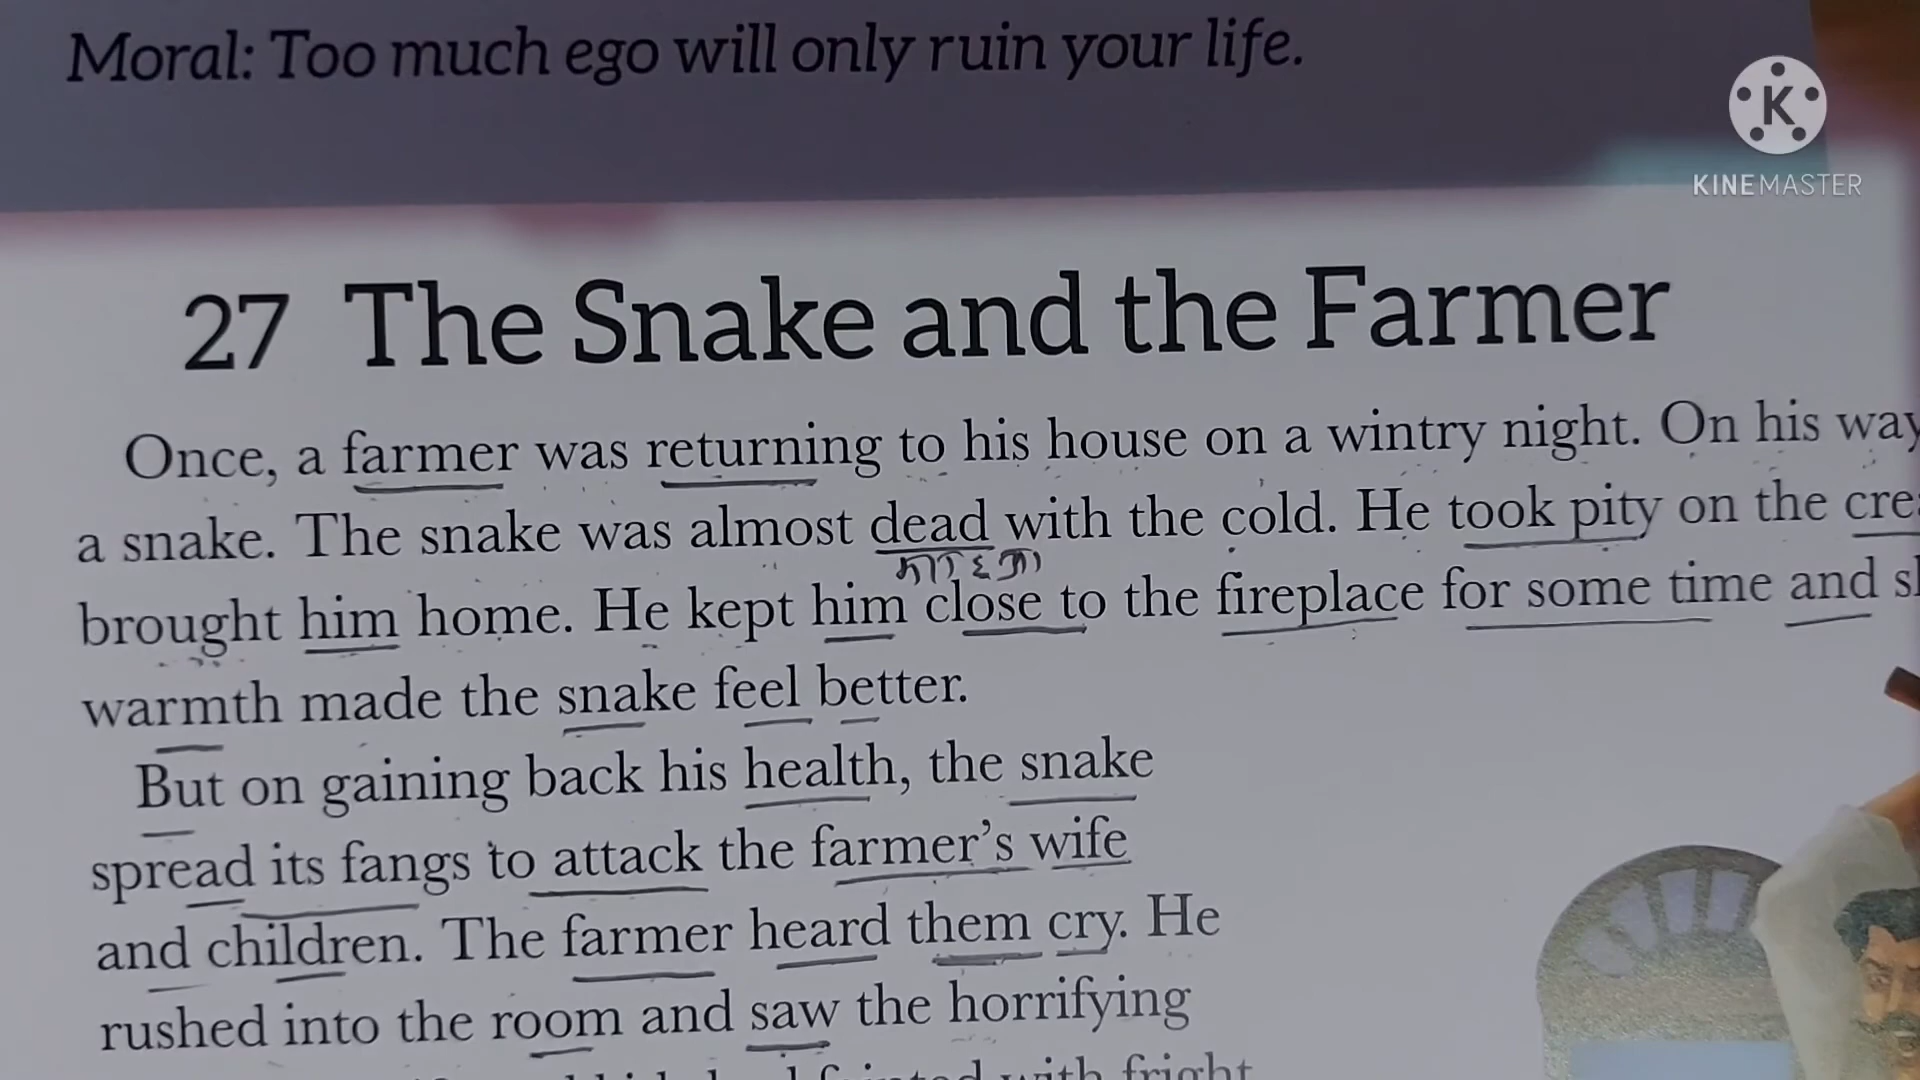 Moral: Too much ego will only ruin your life.
KINEMASTER
27 The Snake and the Farmer
Once, a farmer was returning to his house on a wintry night. On his way
a snake. The snake was almost dead with the cold. He took pity on the
brought him home. He kept him close to the fireplace for some time and
warmth made the snake feel better.
But on gaining back his health, the snake
spread its fangs to attack the farmer's wife
and children. The farmer heard them cry. He
rushed into the room and saw the horrifying
with fright